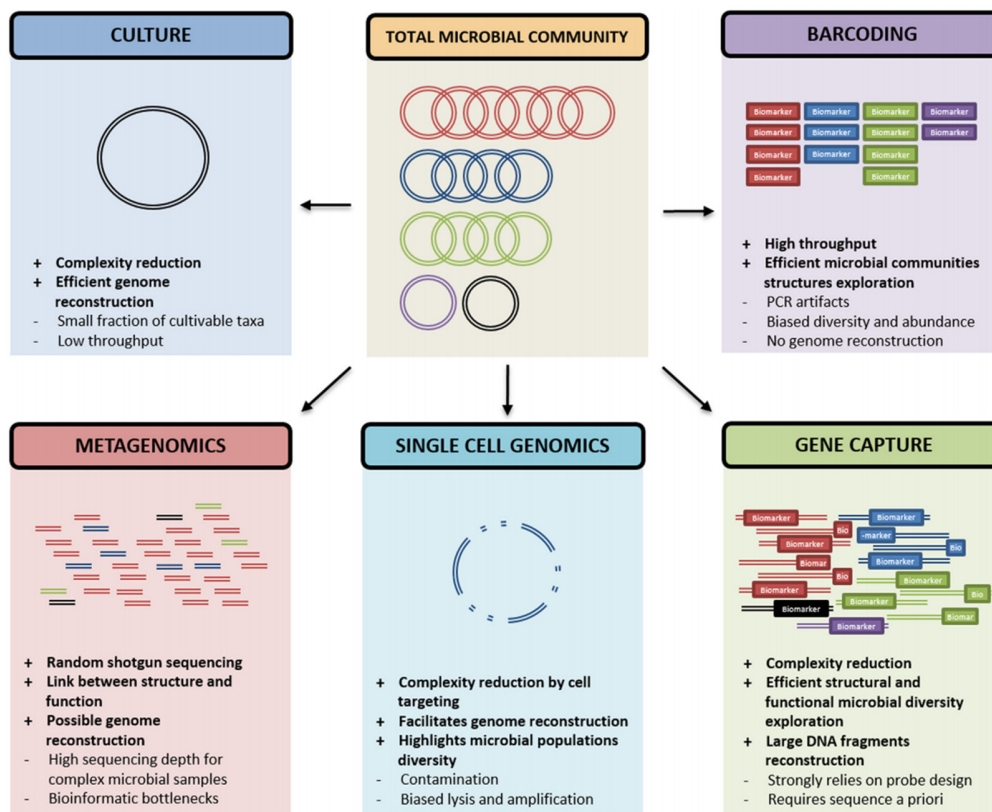 CULTURE
+ Complexity reduction
+ Efficient genome
reconstruction
- Small fraction of cultivable taxa
- Low throughput
TOTAL MICROBIAL COMMUNITY
BARCODING
Biomarker Biomarker Biomarker Biomarker
Biomarker Biomarker Biomarker Biomarker
Biomarker Biomarker Biomarker
Biomarker Biomarker
+ High throughput
+ Efficient microbial communities
structures exploration
- PCR artifacts
- Biased diversity and abundance
- No genome reconstruction
METAGENOMICS
+ Random shotgun sequencing
+ Link between structure and
function
+ Possible genome
reconstruction
- High sequencing depth for
complex microbial samples
- Bioinformatic bottlenecks
SINGLE CELL GENOMICS
+ Complexity reduction by cell
targeting
+ Facilitates genome reconstruction
+ Highlights microbial populations
diversity
- Contamination
- Biased lysis and amplification
GENE CAPTURE
Biomarker Biomarker
Bio -marker
Biomarker Bio
Biomar Biomarker
Bio Biomarker
Biomarker Bio
Biomarker Biomarker
Biomar
Biomarker
+ Complexity reduction
+ Efficient structural and
functional microbial diversity
exploration
+ Large DNA fragments
reconstruction
- Strongly relies on probe design
- Requires sequence a priori